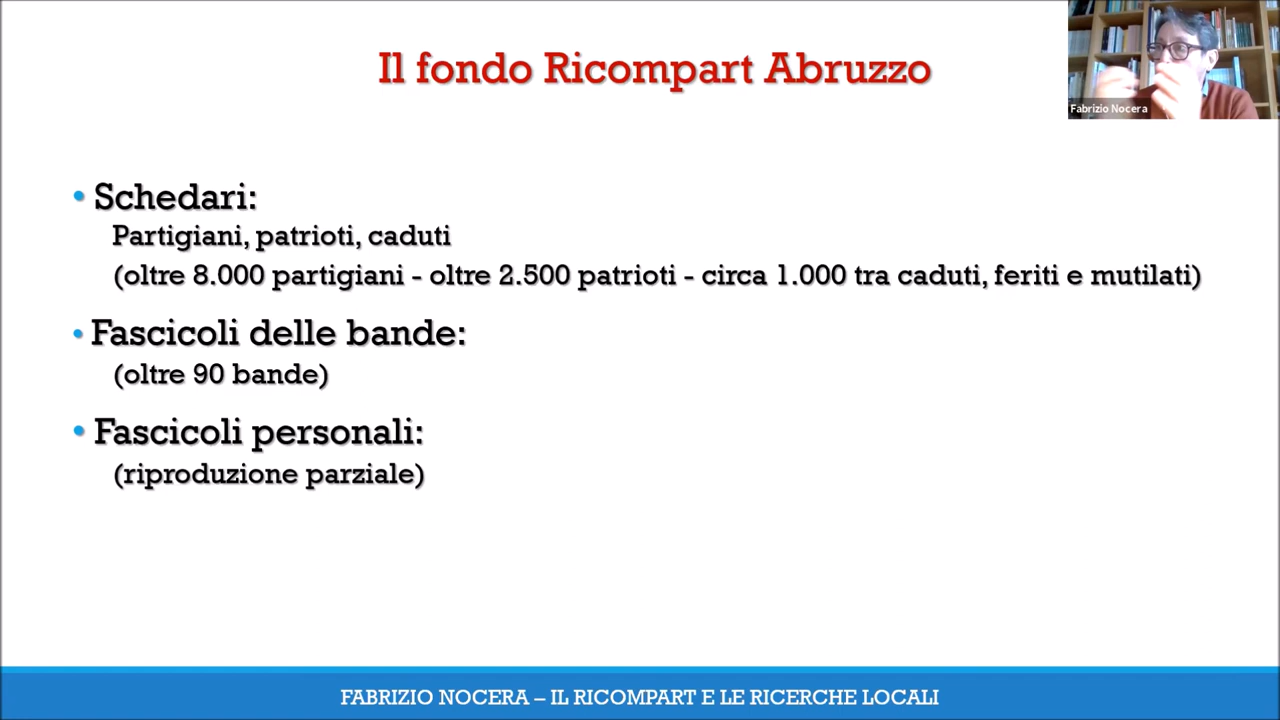 Il fondo Ricompart Abruzzo
Fabrizio Nocera
• Schedari:
Partigiani, patrioti, caduti
(oltre 8.000 partigiani - oltre 2.500 patrioti - circa 1.000 tra caduti, feriti e mutilati)
• Fascicoli delle bande:
(oltre 90 bande)
• Fascicoli personali:
(riproduzione parziale)
FABRIZIO NOCERA – IL RICOMPART E LE RICERCHE LOCALI